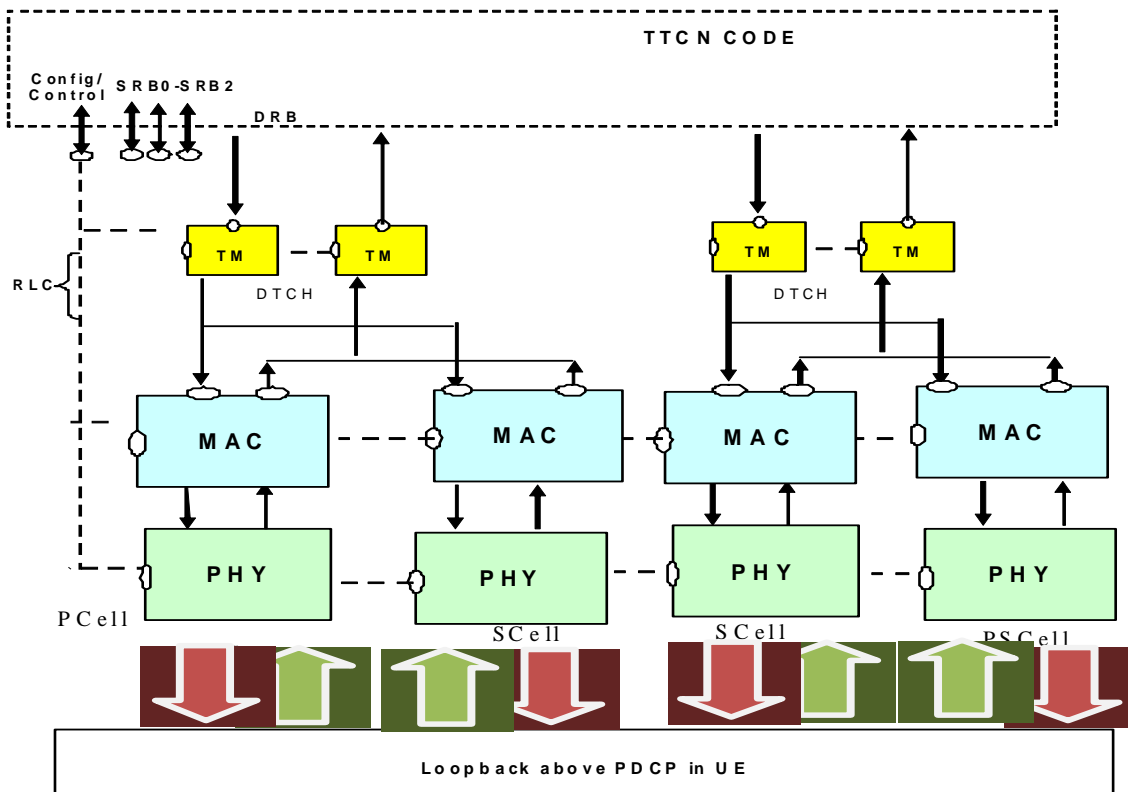 TTCN CODE
Config/
Control
SRB0-SRB2
DRB
TM
TM
TM
TM
RLC
DTCH
DTCH
MAC
MAC
MAC
MAC
PHY
PHY
PHY
PHY
PCell
SCell
SCell
PSCell
Loopback above PDCP in UE